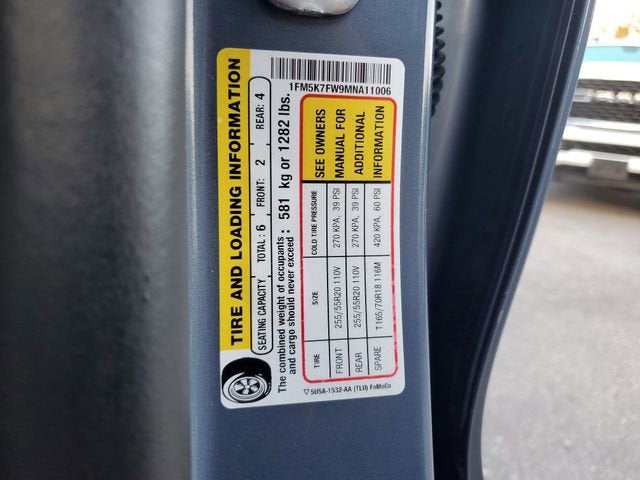 1FM5K7FW9MNA11006
TIRE AND LOADING INFORMATION
SEATING CAPACITY TOTAL: 6 FRONT: 2 REAR: 4
The combined weight of occupants
and cargo should never exceed : 581 kg or 1282 lbs.
TIRE SIZE COLD TIRE PRESSURE SEE OWNERS
FRONT 255/55R20 110V 270 KPA, 39 PSI MANUAL FOR
REAR 255/55R20 110V 270 KPA, 39 PSI ADDITIONAL
SPARE T165/70R18 116M 420 KPA, 60 PSI INFORMATION
5U5A-1532-AA (TLU) FoMoCo